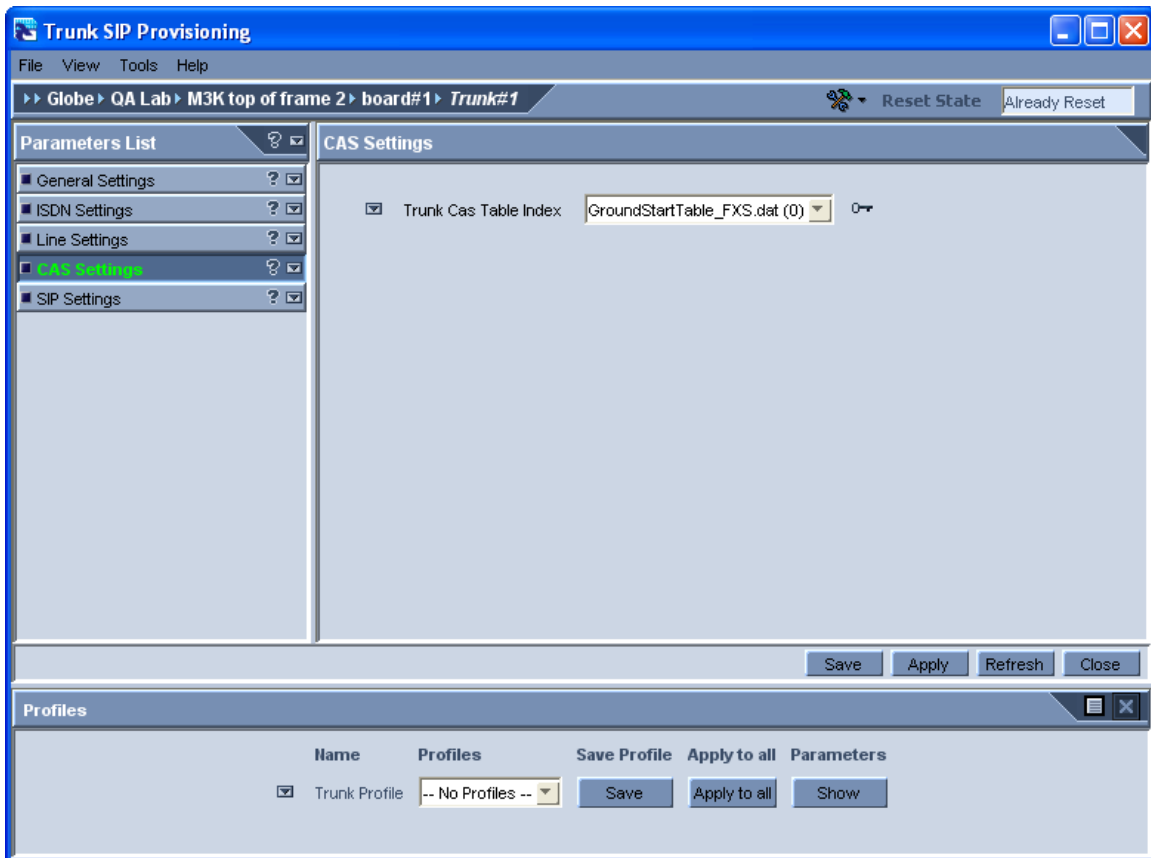 Trunk SIP Provisioning
File View Tools Help
Globe QA Lab M3K top of frame 2 board#1 Trunk#1
Reset State Already Reset
Parameters List ?
CAS Settings
General Settings ?
ISDN Settings ?
Line Settings ?
CAS Settings ?
SIP Settings ?
Trunk Cas Table Index GroundStartTable_FXS.dat (0)
Save Apply Refresh Close
Profiles
Name Profiles Save Profile Apply to all Parameters
Trunk Profile -- No Profiles -- Save Apply to all Show